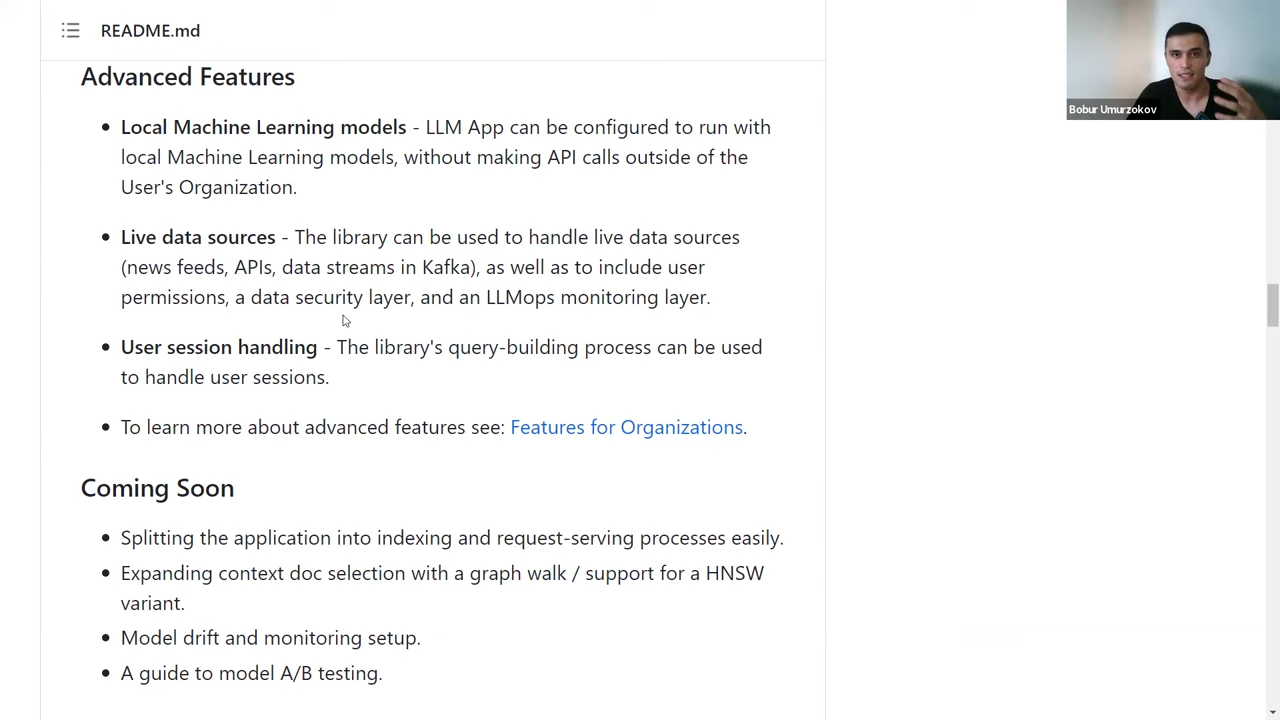 README.md
Advanced Features
Local Machine Learning models - LLM App can be configured to run with
local Machine Learning models, without making API calls outside of the
User's Organization.
Live data sources - The library can be used to handle live data sources
(news feeds, APIs, data streams in Kafka), as well as to include user
permissions, a data security layer, and an LLMops monitoring layer.
User session handling - The library's query-building process can be used
to handle user sessions.
To learn more about advanced features see: Features for Organizations.
Coming Soon
Splitting the application into indexing and request-serving processes easily.
Expanding context doc selection with a graph walk / support for a HNSW
variant.
Model drift and monitoring setup.
A guide to model A/B testing.
Bobur Umurzokov